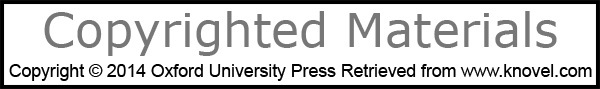 Copyrighted Materials
Copyright © 2014 Oxford University Press Retrieved from www.knovel.com